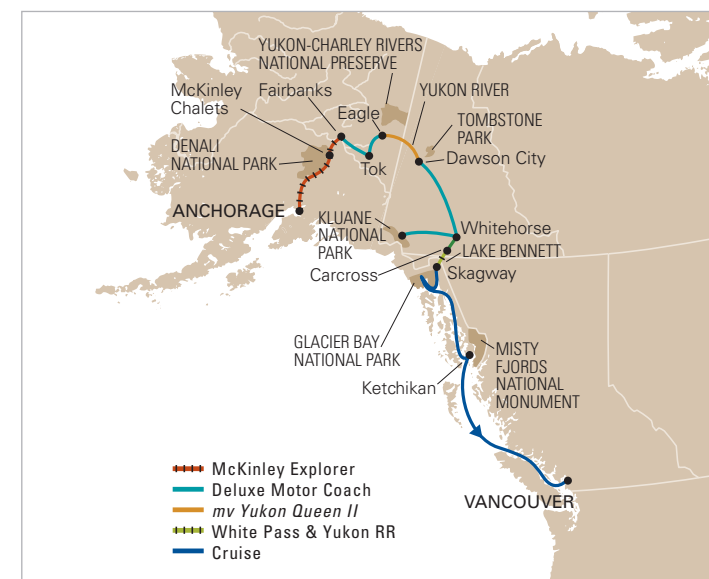 YUKON-CHARLEY RIVERS
NATIONAL PRESERVE
McKinley
Chalets
Fairbanks
Eagle
YUKON RIVER
TOMBSTONE
PARK
DENALI
NATIONAL PARK
Tok
Dawson City
ANCHORAGE
KLUANE
NATIONAL
PARK
Whitehorse
LAKE BENNETT
Carcross
Skagway
GLACIER BAY
NATIONAL PARK
MISTY
FJORDS
NATIONAL
MONUMENT
Ketchikan
McKinley Explorer
Deluxe Motor Coach
mv Yukon Queen II
White Pass & Yukon RR
Cruise
VANCOUVER